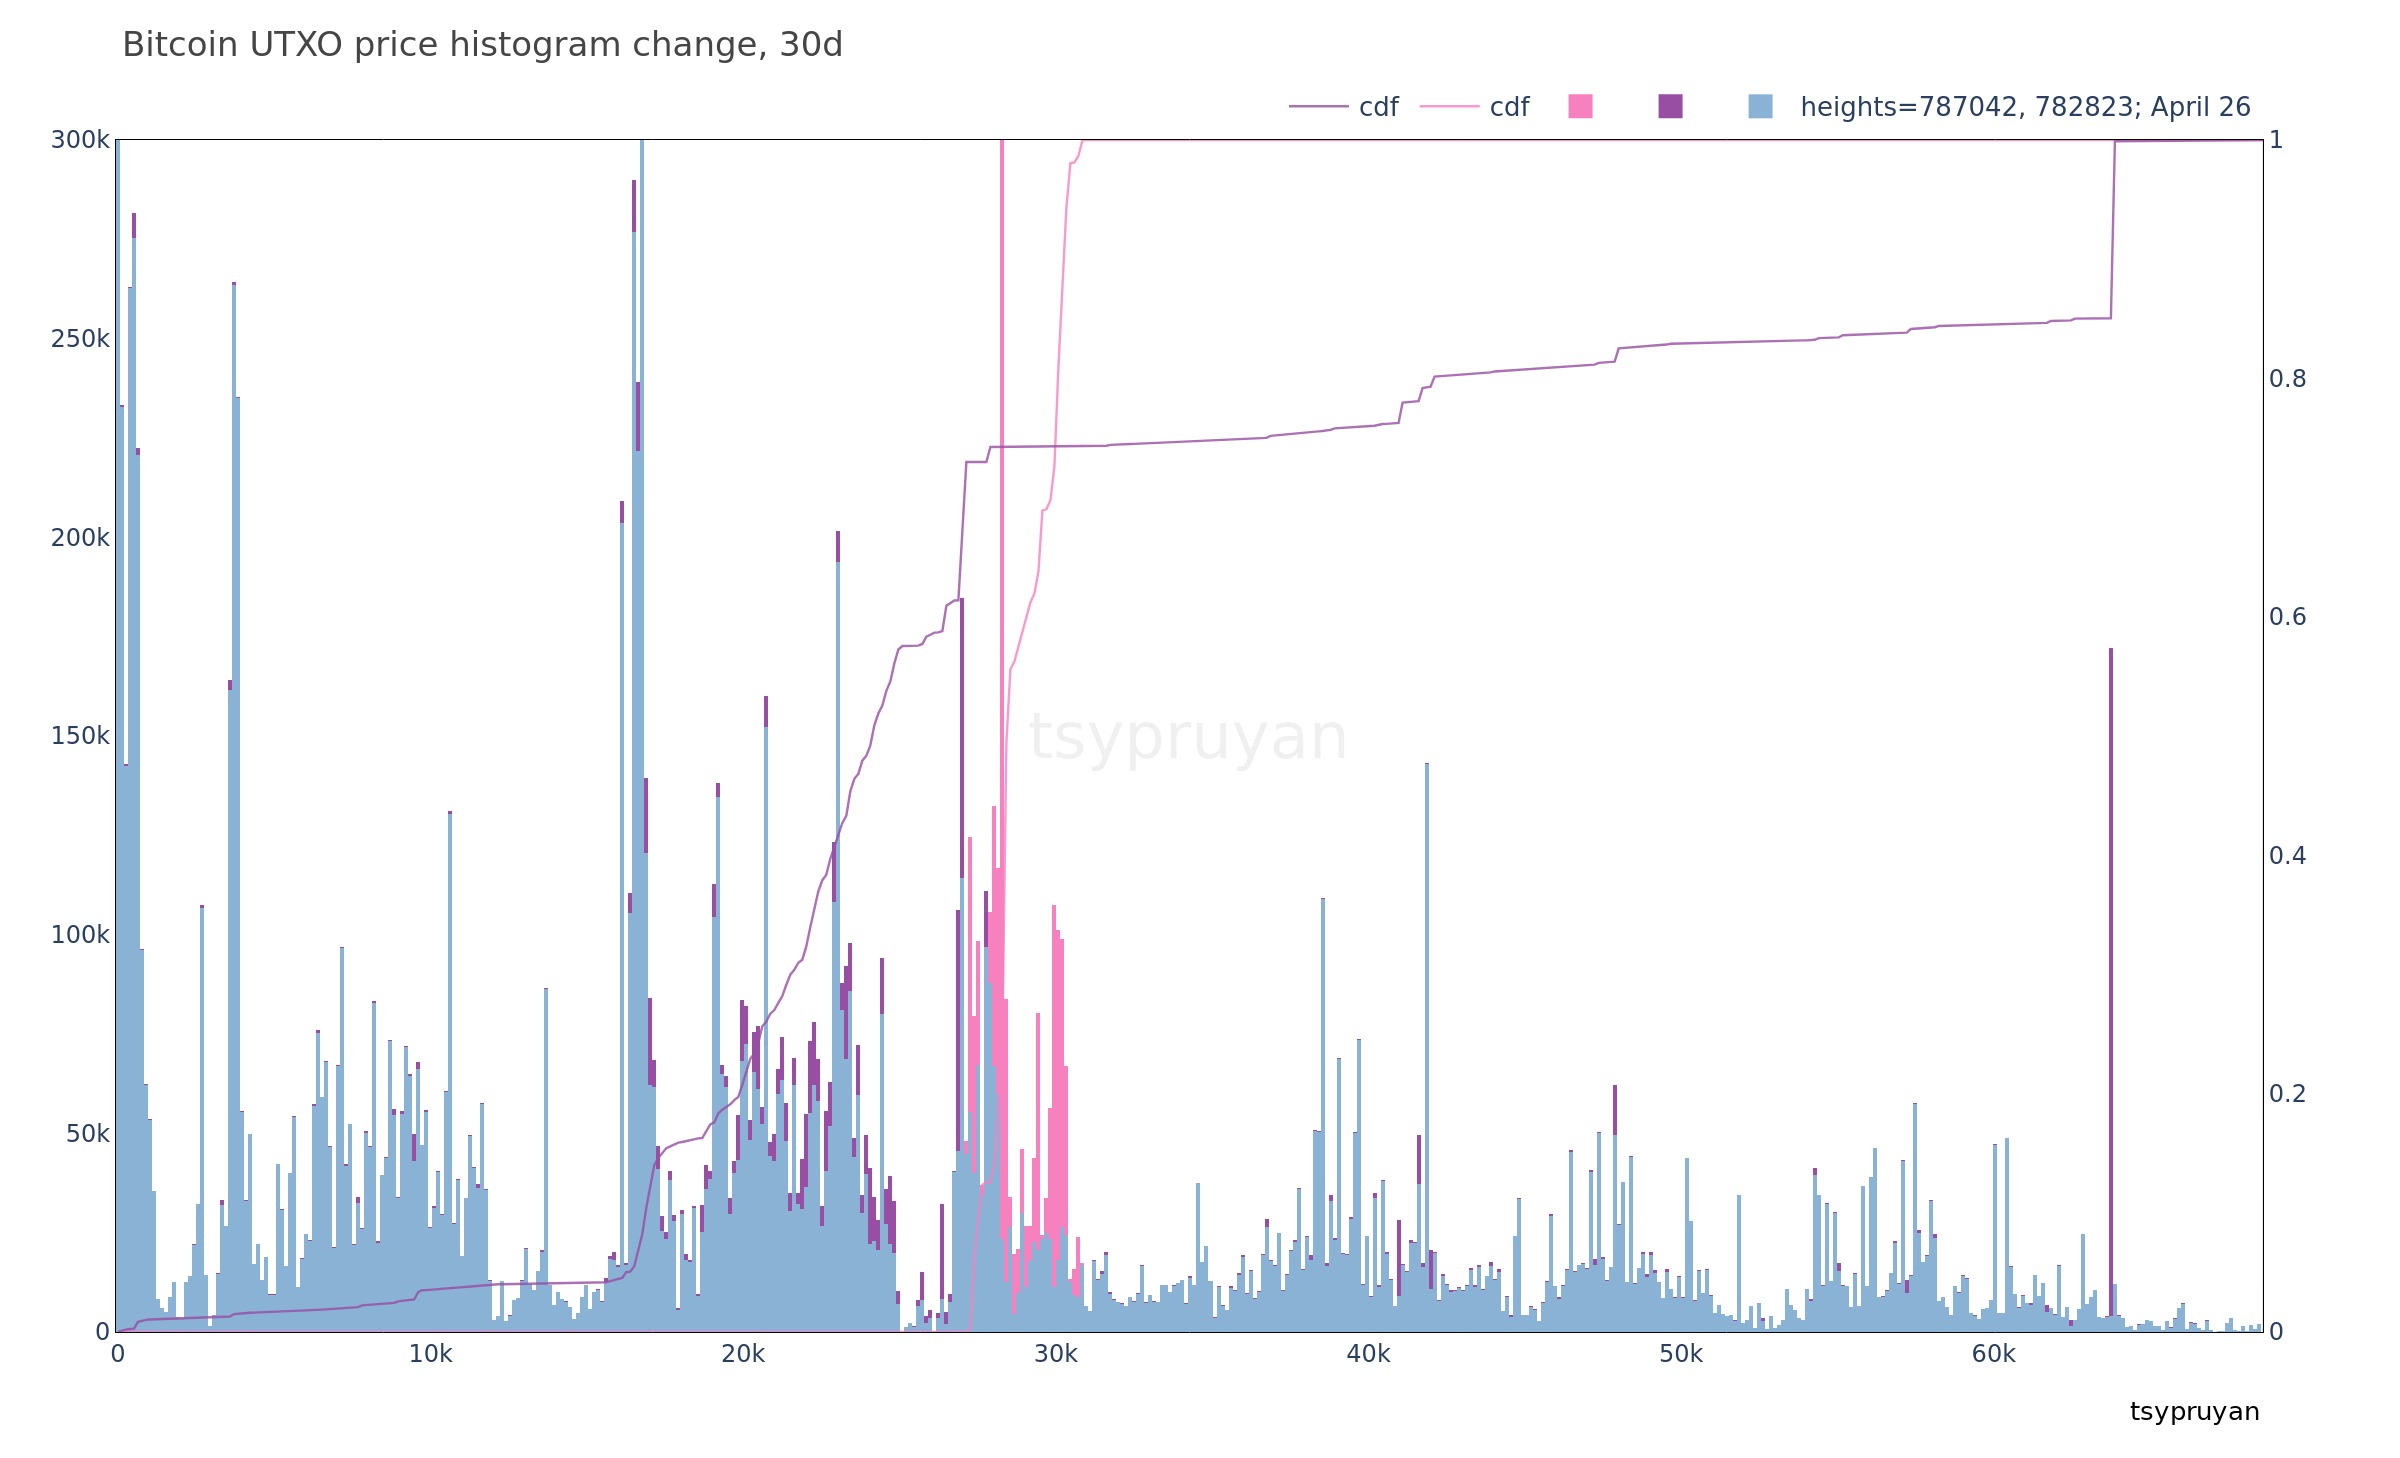 Bitcoin UTXO price histogram change, 30d
cdf cdf heights=787042, 782823; April 26
300k 1
250k
0.8
200k
0.6
150k
tsypruyan
0.4
100k
0.2
50k
0 0
0 10k 20k 30k 40k 50k 60k
tsypruyan